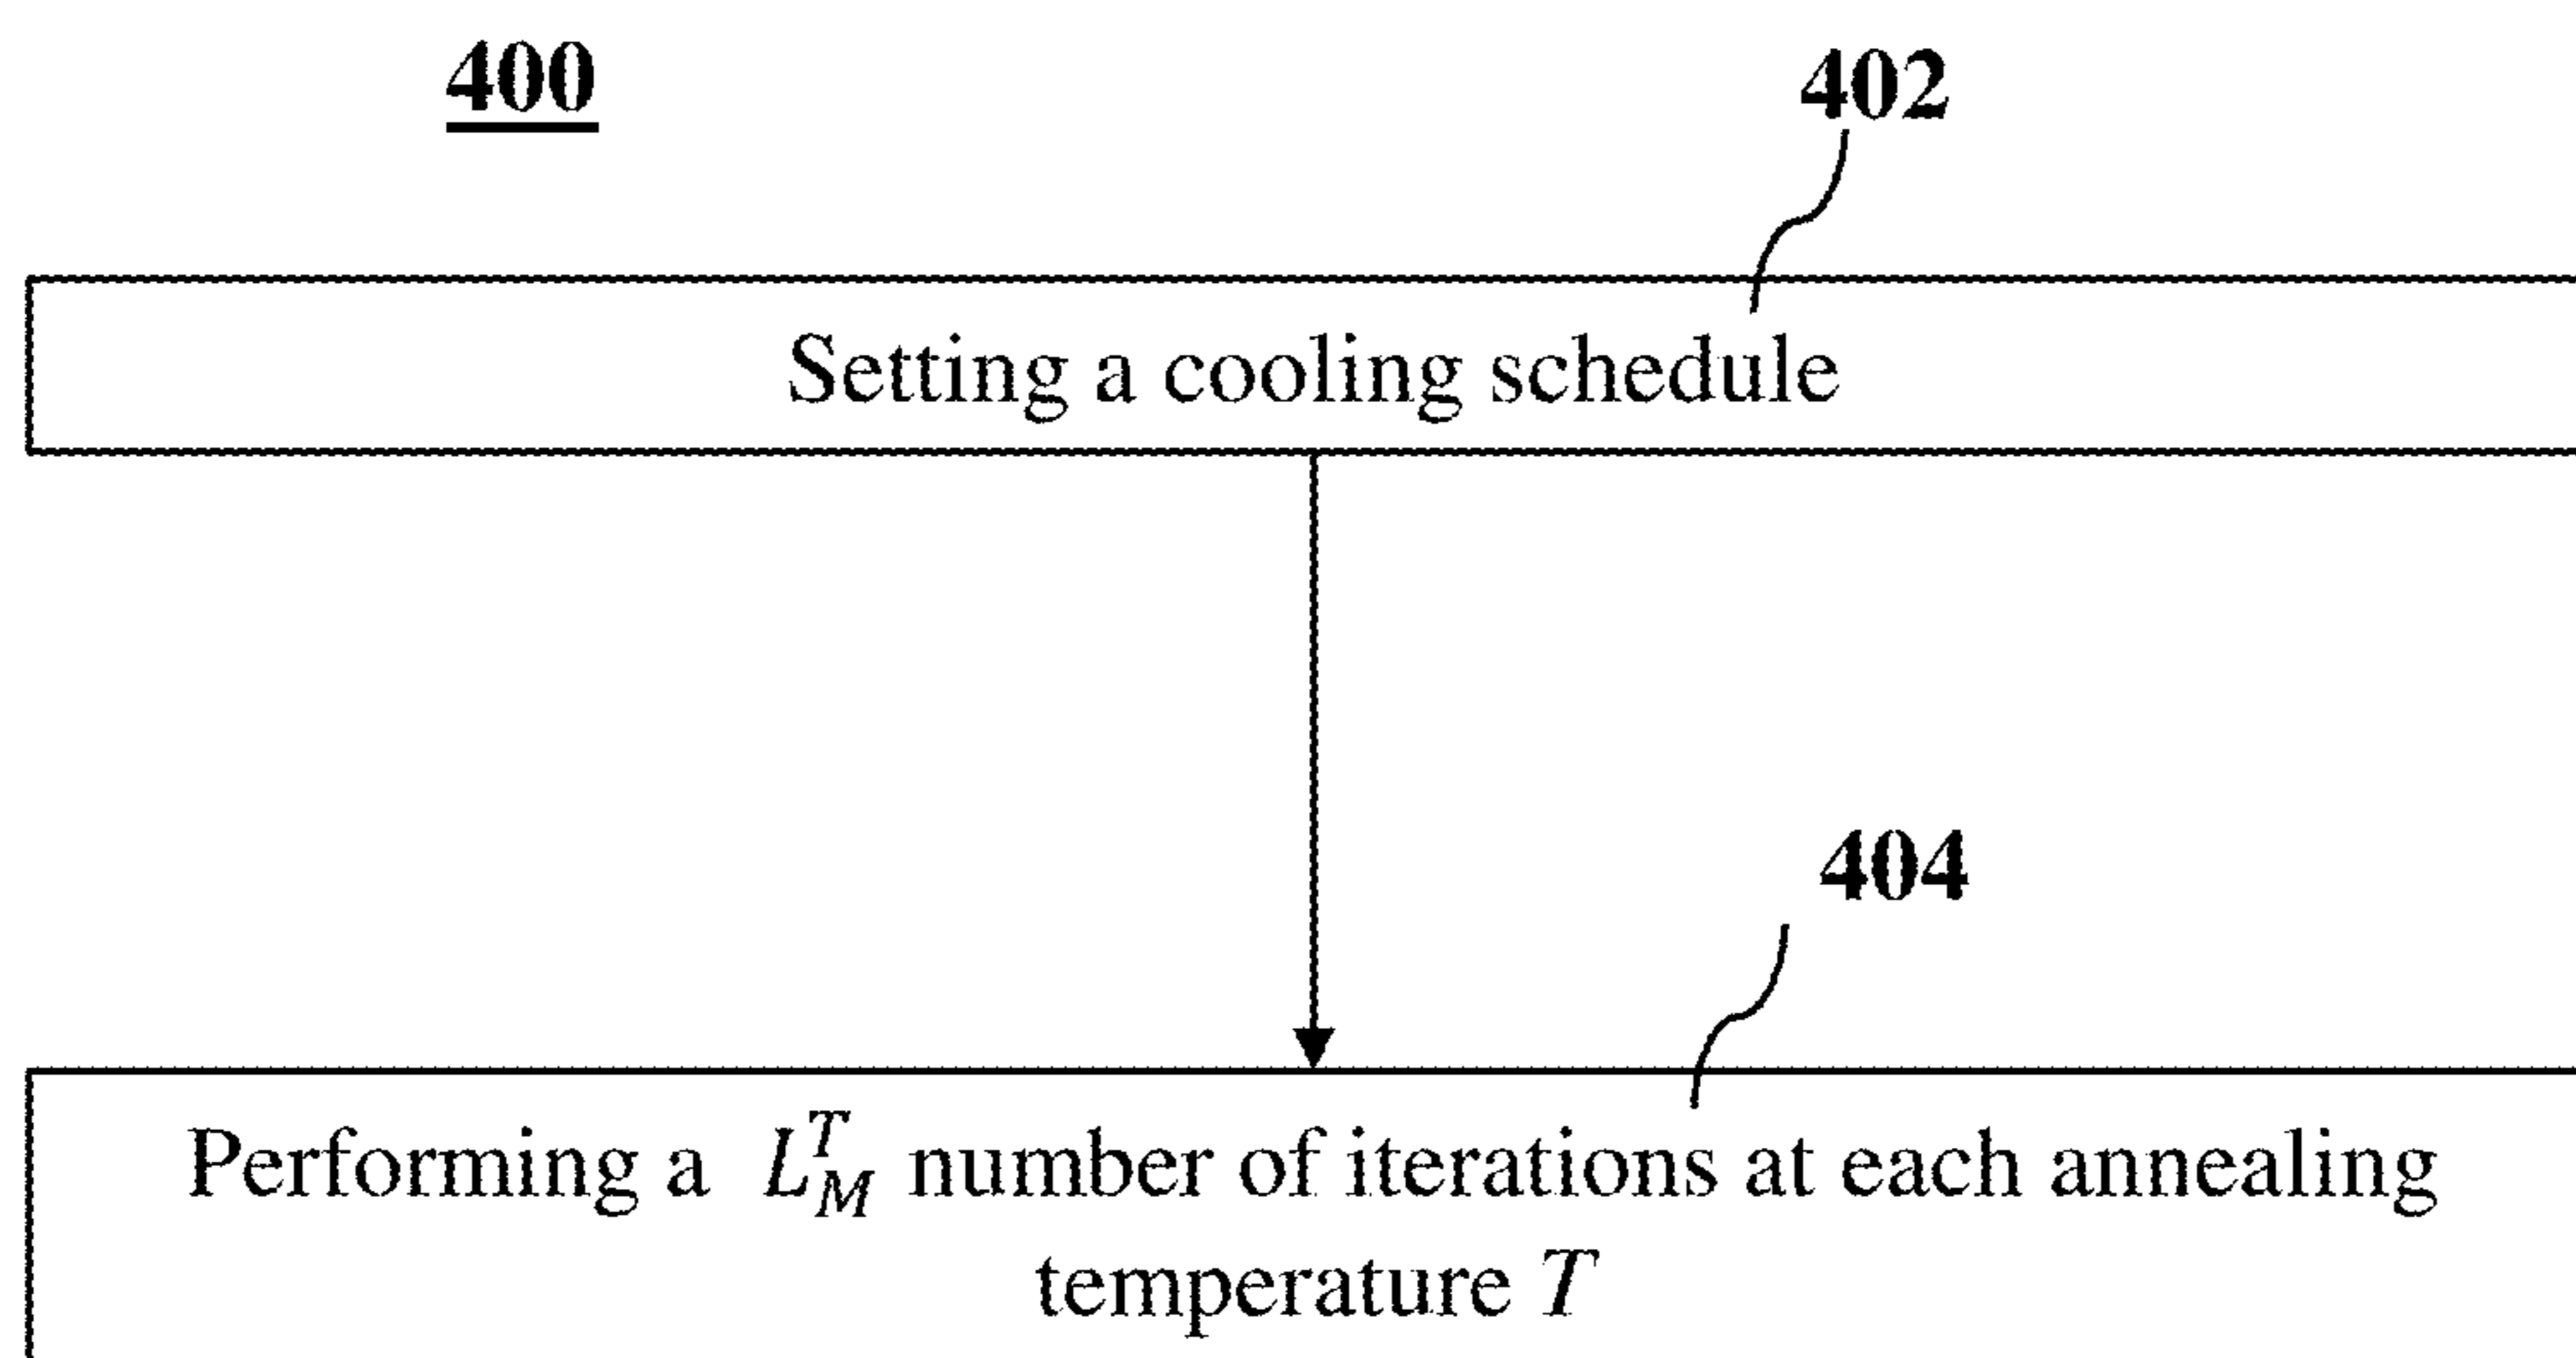 400
402
Setting a cooling schedule
404
Performing a $L_M^T$ number of iterations at each annealing
temperature $T$